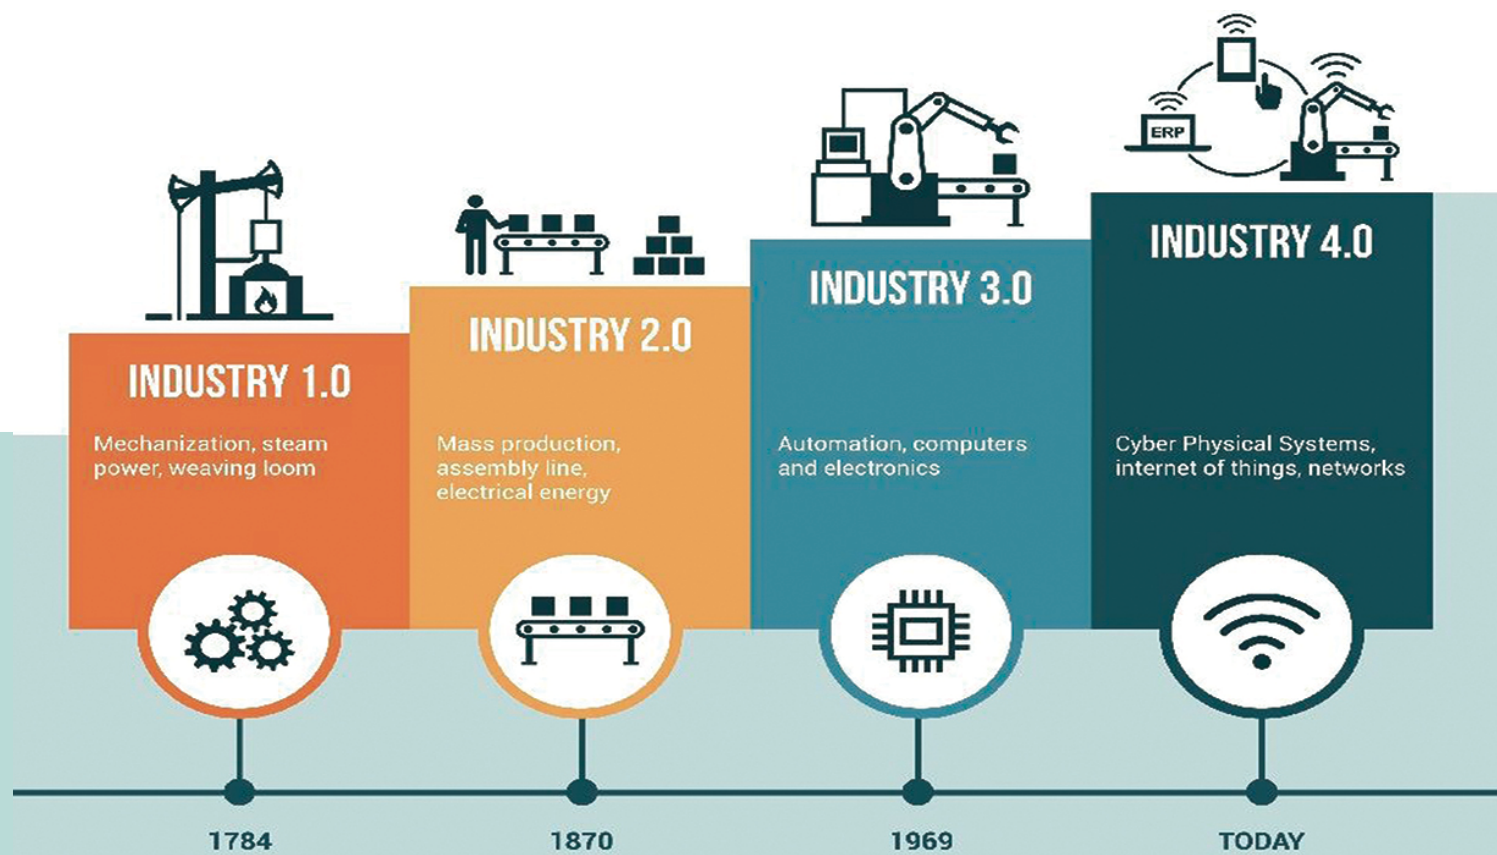 ERP
INDUSTRY 1.0
Mechanization, steam
power, weaving loom
INDUSTRY 2.0
Mass production,
assembly line,
electrical energy
INDUSTRY 3.0
Automation, computers
and electronics
INDUSTRY 4.0
Cyber Physical Systems,
internet of things, networks
1784
1870
1969
TODAY